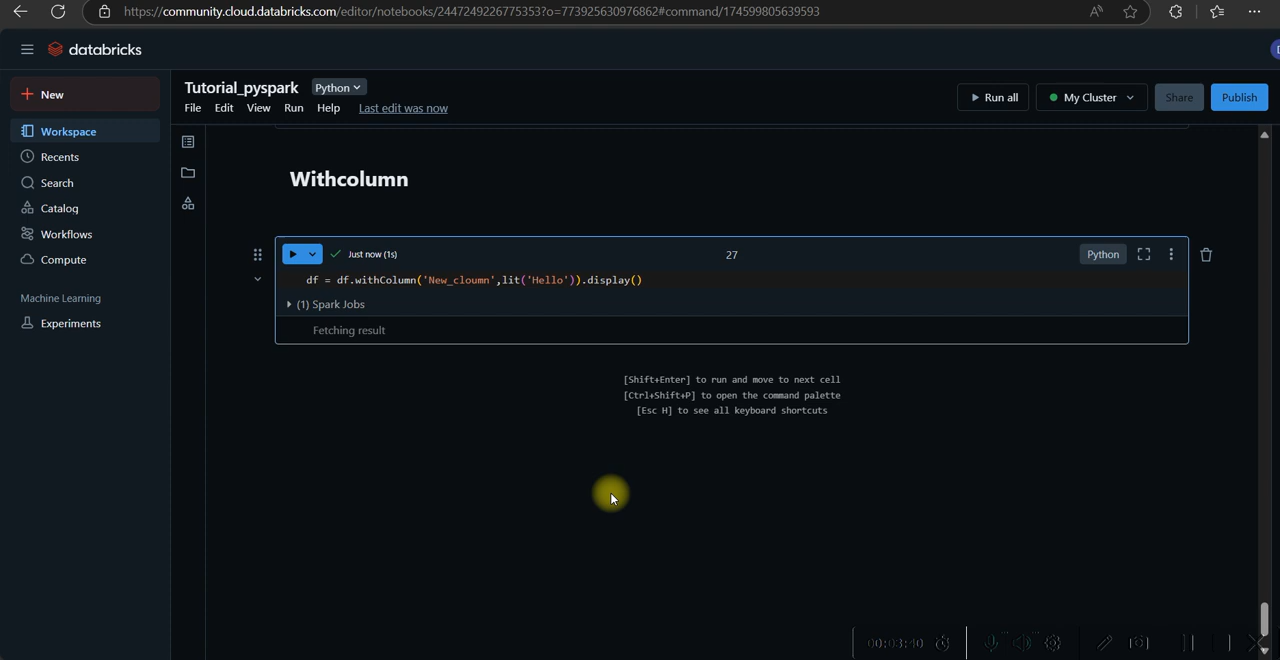 https://community.cloud.databricks.com/editor/notebooks/2447249226775353?o=773925630976862#command/174599805639593
databricks
New
Tutorial_pyspark Python
File Edit View Run Help Last edit was now
Run all My Cluster Share Publish
Workspace
Recents
Search
Catalog
Workflows
Compute
Machine Learning
Experiments
Withcolumn
Just now (1s) 27 Python
df = df.withColumn('New_cloumn',lit('Hello')).display()
(1) Spark Jobs
Fetching result
[Shift+Enter] to run and move to next cell
[Ctrl+Shift+P] to open the command palette
[Esc H] to see all keyboard shortcuts
00:03:40